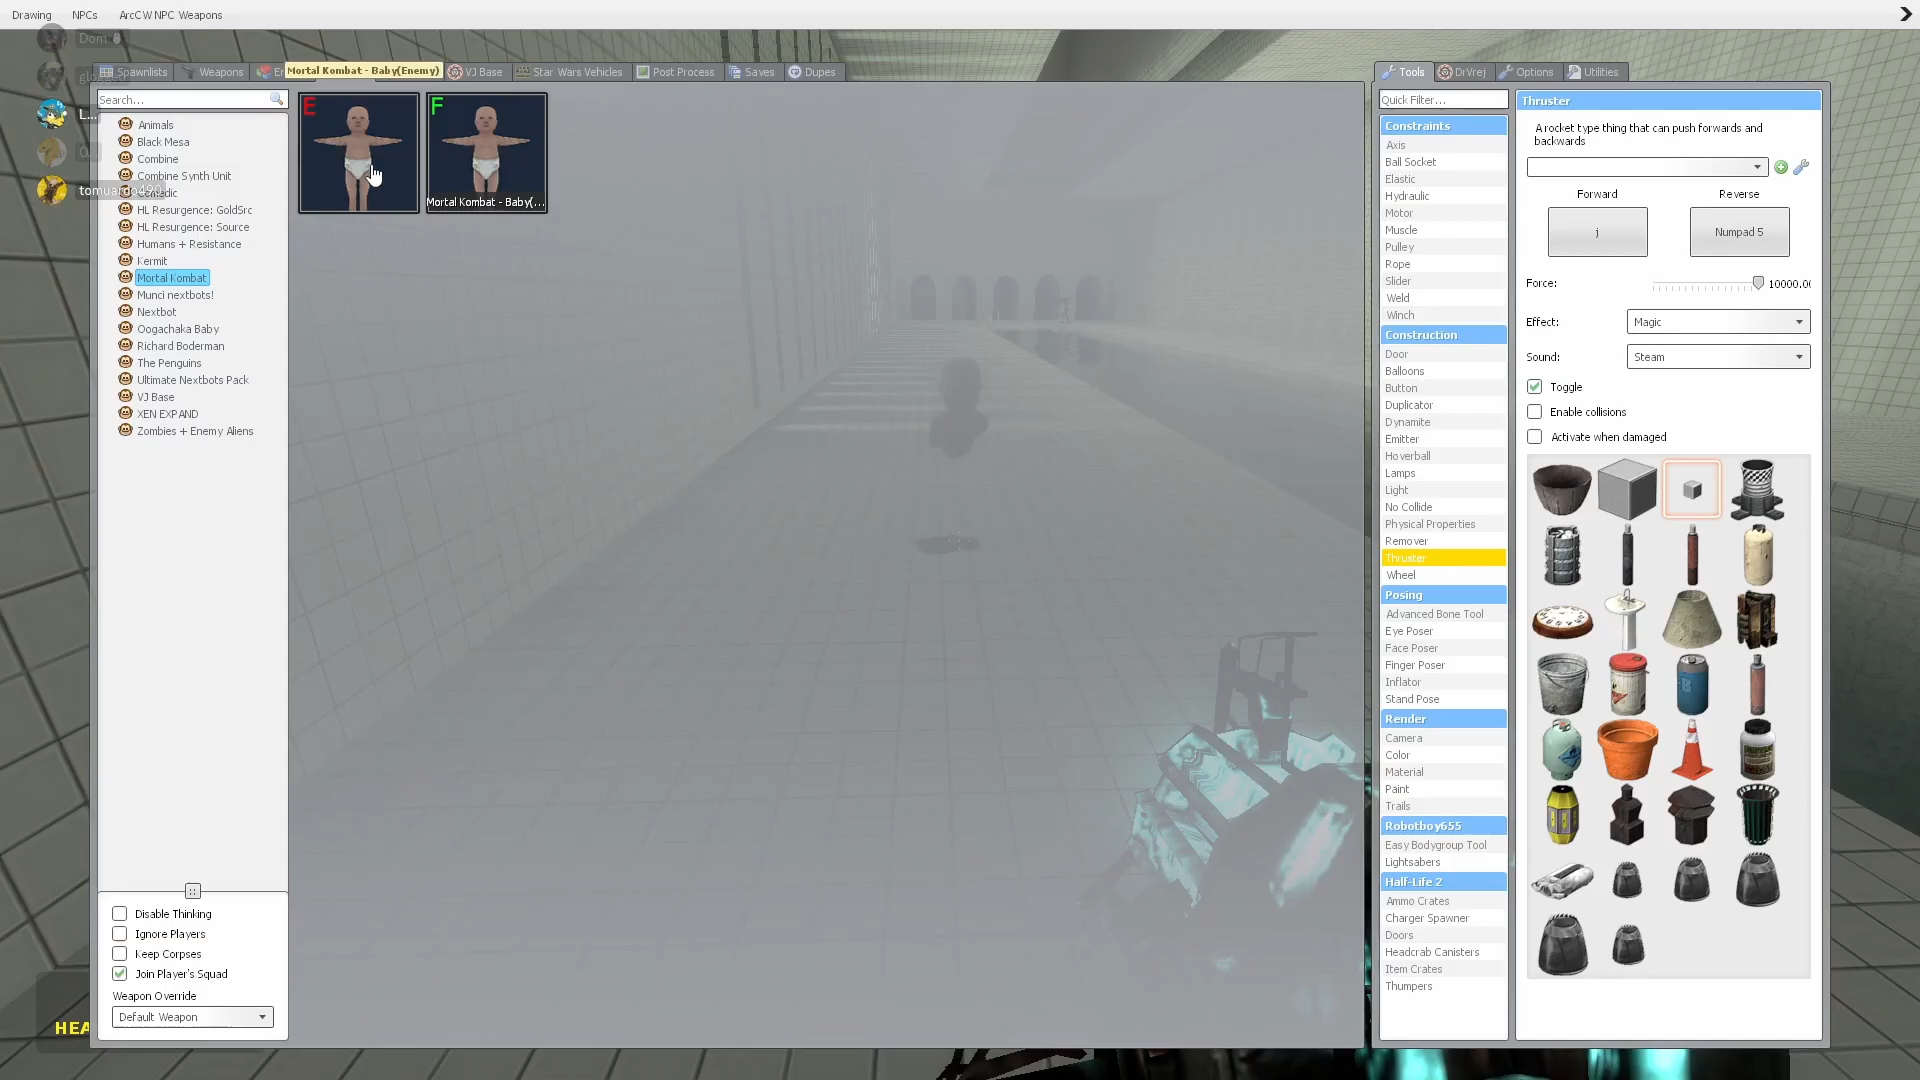 Drawing NPCs ArcCW NPC Weapons
Dom
Spawnlists Weapons Mortal Kombat - Baby(Enemy) VJ Base Star Wars Vehicles Post Process Saves Dupes
Search...
L...
tomuardo490
Animals
Black Mesa
Combine
Combine Synth Unit
HL Resurgence: GoldSrc
HL Resurgence: Source
Humans + Resistance
Kermit
Mortal Kombat
Munci nextbots!
Nextbot
Oogachaka Baby
Richard Boderman
The Penguins
Ultimate Nextbots Pack
VJ Base
XEN EXPAND
Zombies + Enemy Aliens
E
F
Mortal Kombat - Baby(...
Disable Thinking
Ignore Players
Keep Corpses
Join Player's Squad
Weapon Override
Default Weapon
HEA
Tools DrVrej Options Utilities
Quick Filter...
Constraints
Axis
Ball Socket
Elastic
Hydraulic
Motor
Muscle
Pulley
Rope
Slider
Weld
Winch
Construction
Door
Balloons
Button
Duplicator
Dynamite
Emitter
Hoverball
Lamps
Light
No Collide
Physical Properties
Remover
Thruster
Wheel
Posing
Advanced Bone Tool
Eye Poser
Face Poser
Finger Poser
Inflator
Stand Pose
Render
Camera
Color
Material
Paint
Trails
Robotboy655
Easy Bodygroup Tool
Lightsabers
Half-Life 2
Ammo Crates
Charger Spawner
Doors
Headcrab Canisters
Item Crates
Thumpers
Thruster
A rocket type thing that can push forwards and
backwards
Forward Reverse
j Numpad 5
Force: 10000.0
Effect: Magic
Sound: Steam
Toggle
Enable collisions
Activate when damaged